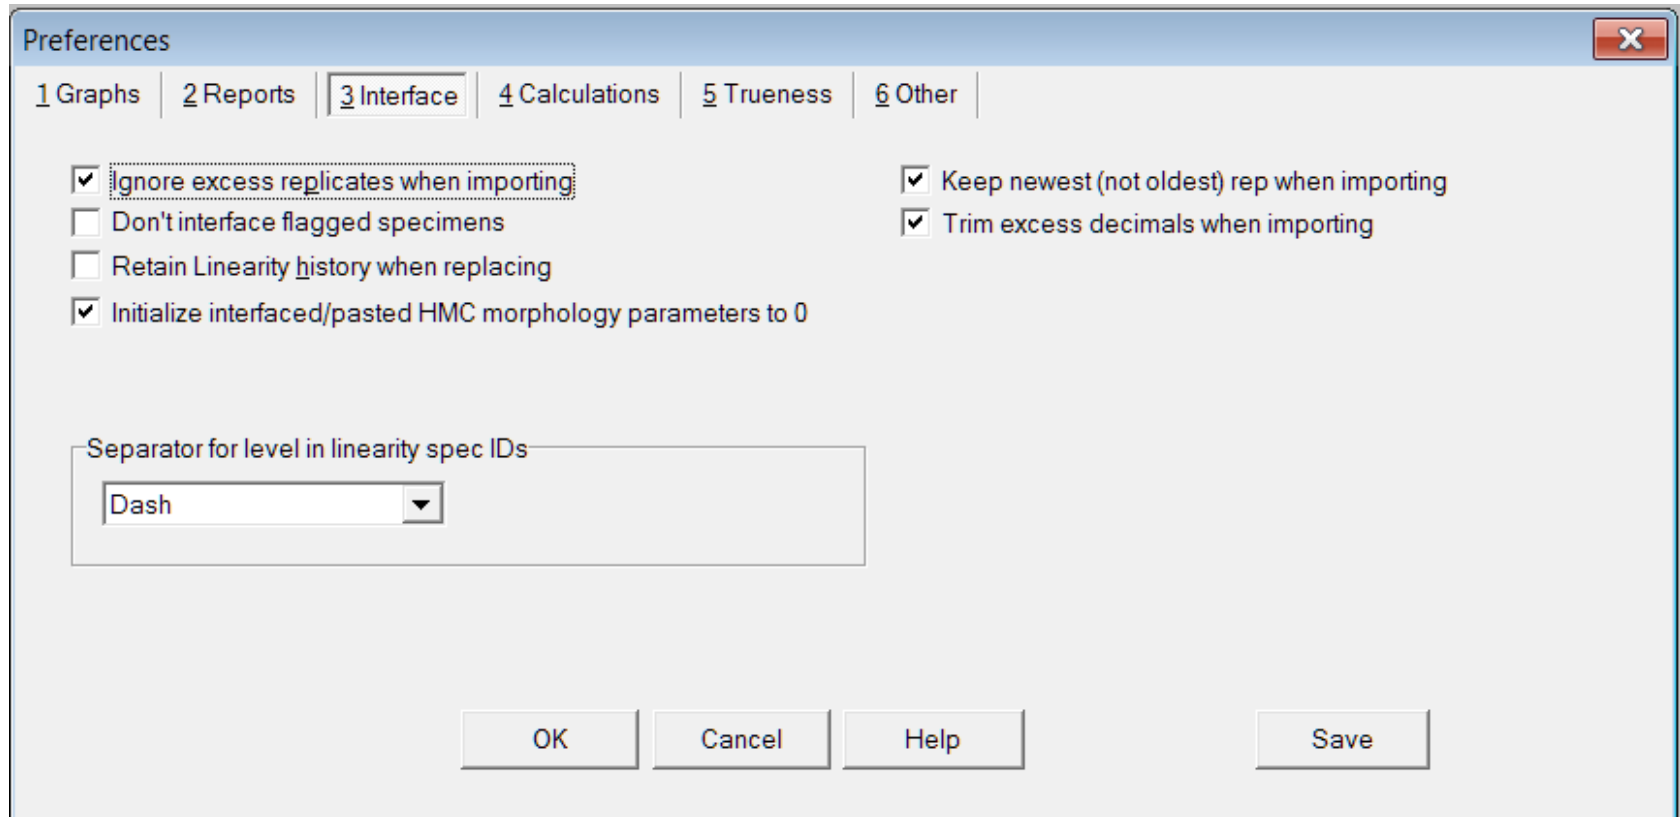 Preferences
1 Graphs 2 Reports 3 Interface 4 Calculations 5 Trueness 6 Other
Ignore excess replicates when importing
Keep newest (not oldest) rep when importing
Don't interface flagged specimens
Trim excess decimals when importing
Retain Linearity history when replacing
Initialize interfaced/pasted HMC morphology parameters to 0
Separator for level in linearity spec IDs
Dash
OK Cancel Help Save